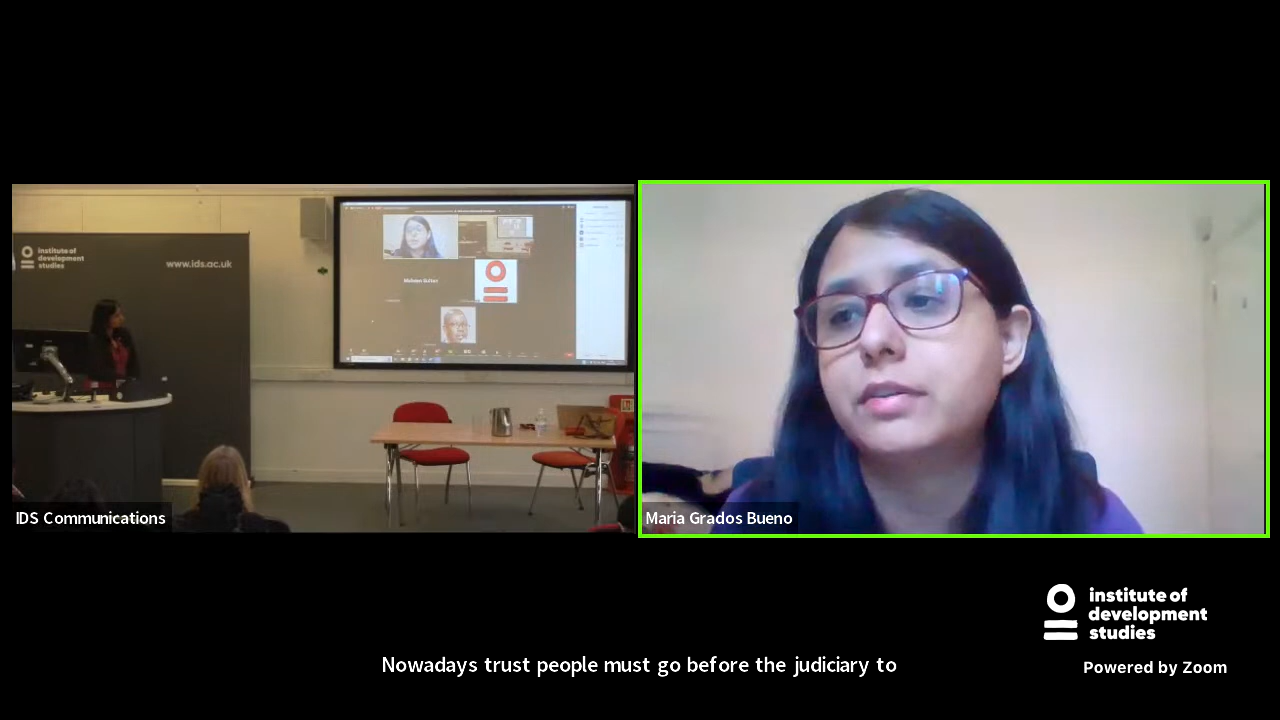 institute of
development
studies
www.ids.ac.uk
IDS Communications
Maria Grados Bueno
institute of
development
studies
Powered by Zoom
Nowadays trust people must go before the judiciary to